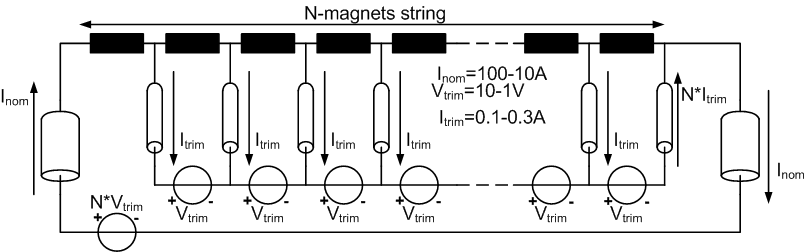 N-magnets string
Inom=100-10A
Vtrim=10-1V
Itrim=0.1-0.3A
Inom
N*Itrim
Itrim
Itrim
Itrim
Itrim
Itrim
Inom
+ - + - + - + - + - + -
Vtrim
Vtrim
Vtrim
Vtrim
Vtrim
Vtrim
N*Vtrim
+ -